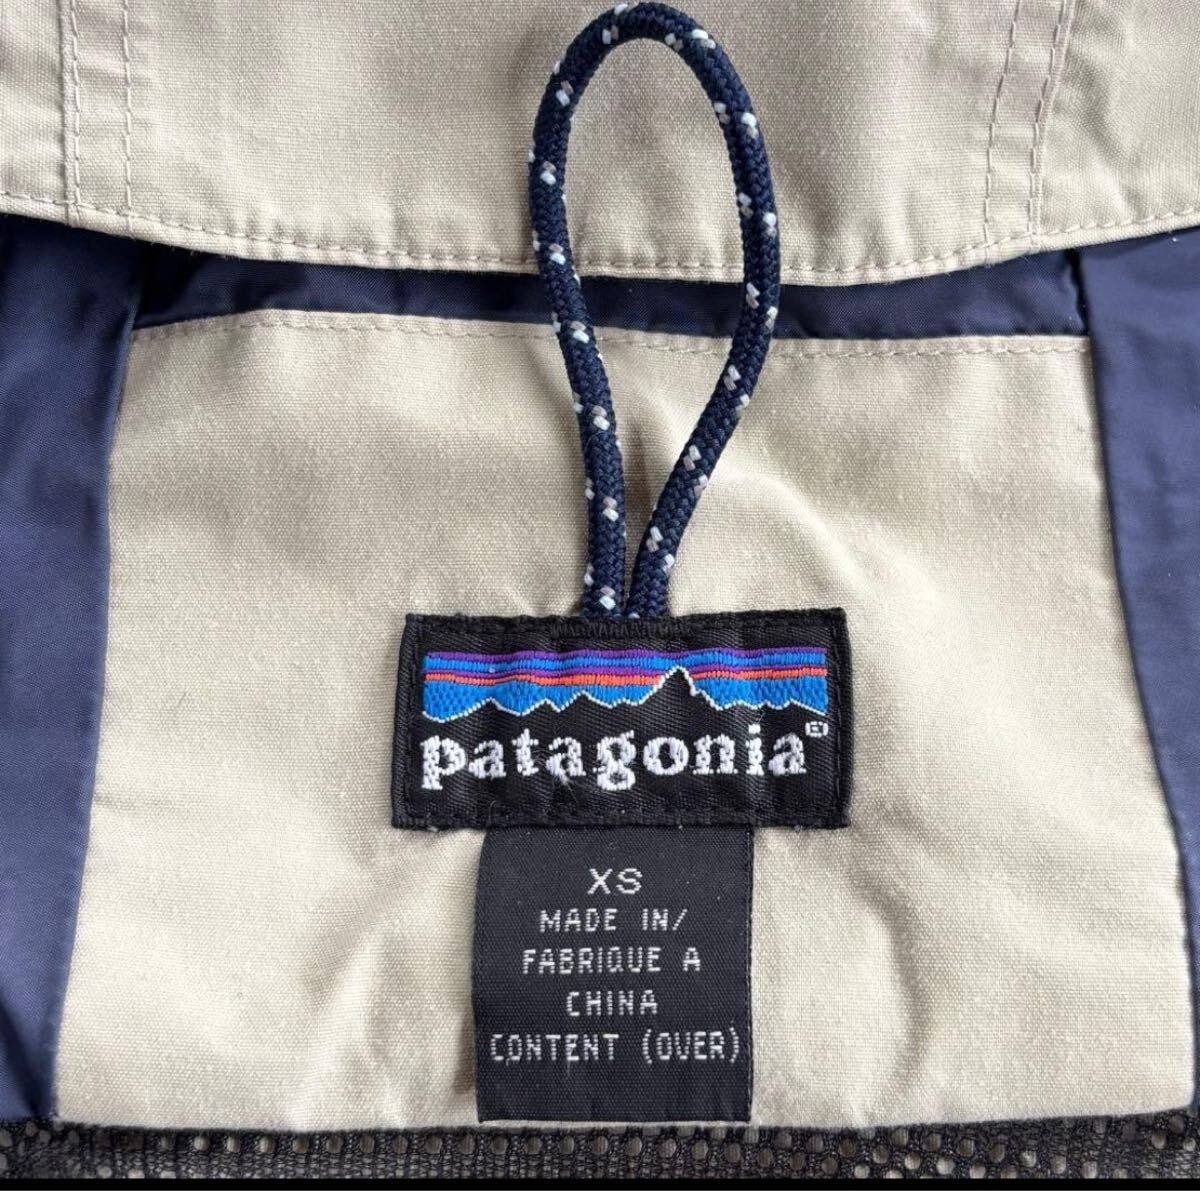 patagonia®
XS
MADE IN/
FABRIQUE A
CHINA
CONTENT (OVER)